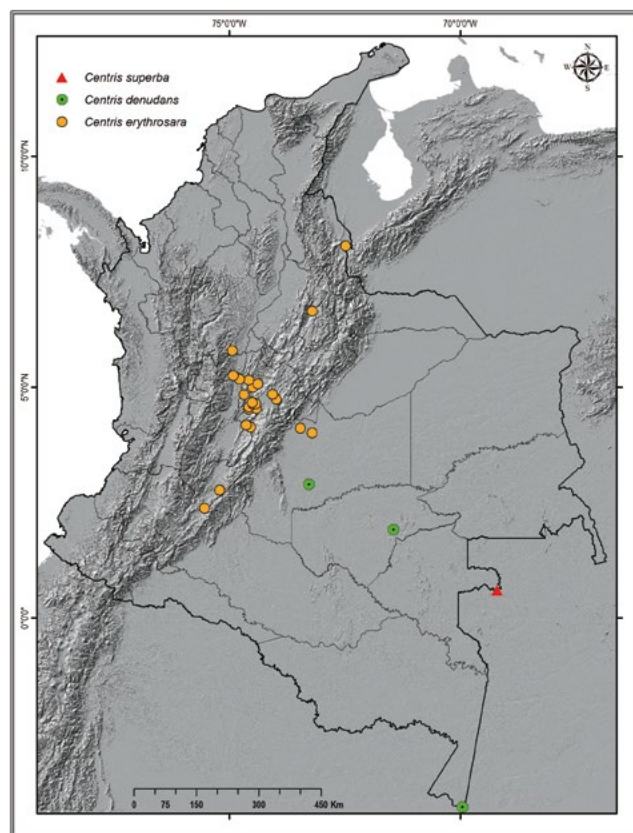 75°0'0"W 70°0'0"W
N
W E
S
Centris superba
Centris denudans
Centris erythrosara
10°0'0"N
5°0'0"N
0°0'0"
0 75 150 300 450 Km